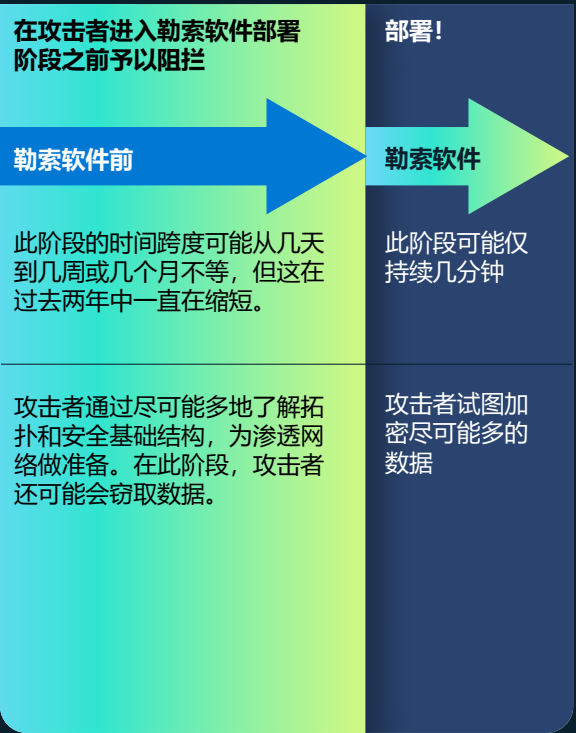 在攻击者进入勒索软件部署
阶段之前予以阻拦
部署！
勒索软件前
勒索软件
此阶段的时间跨度可能从几天
到几周或几个月不等，但这在
过去两年中一直在缩短。
此阶段可能仅
持续几分钟
攻击者通过尽可能多地了解拓
扑和安全基础结构，为渗透网
络做准备。在此阶段，攻击者
还可能会窃取数据。
攻击者试图加
密尽可能多的
数据